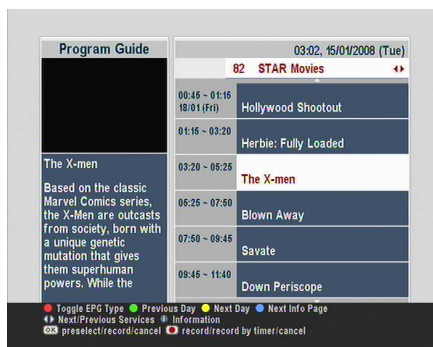 Program Guide
03:02, 15/01/2008 (Tue)
82 STAR Movies
00:45 ~ 01:15
18/01 (Fri)
Hollywood Shootout
01:15 ~ 03:20
Herbie: Fully Loaded
03:20 ~ 05:25
The X-men
05:25 ~ 07:50
Blown Away
07:50 ~ 09:45
Savate
09:45 ~ 11:40
Down Periscope
The X-men
Based on the classic
Marvel Comics series,
the X-Men are outcasts
from society, born with
a unique genetic
mutation that gives
them superhuman
powers. While the
Toggle EPG Type Previous Day Next Day Next Info Page
Next/Previous Services Information
OK preselect/record/cancel record/record by timer/cancel